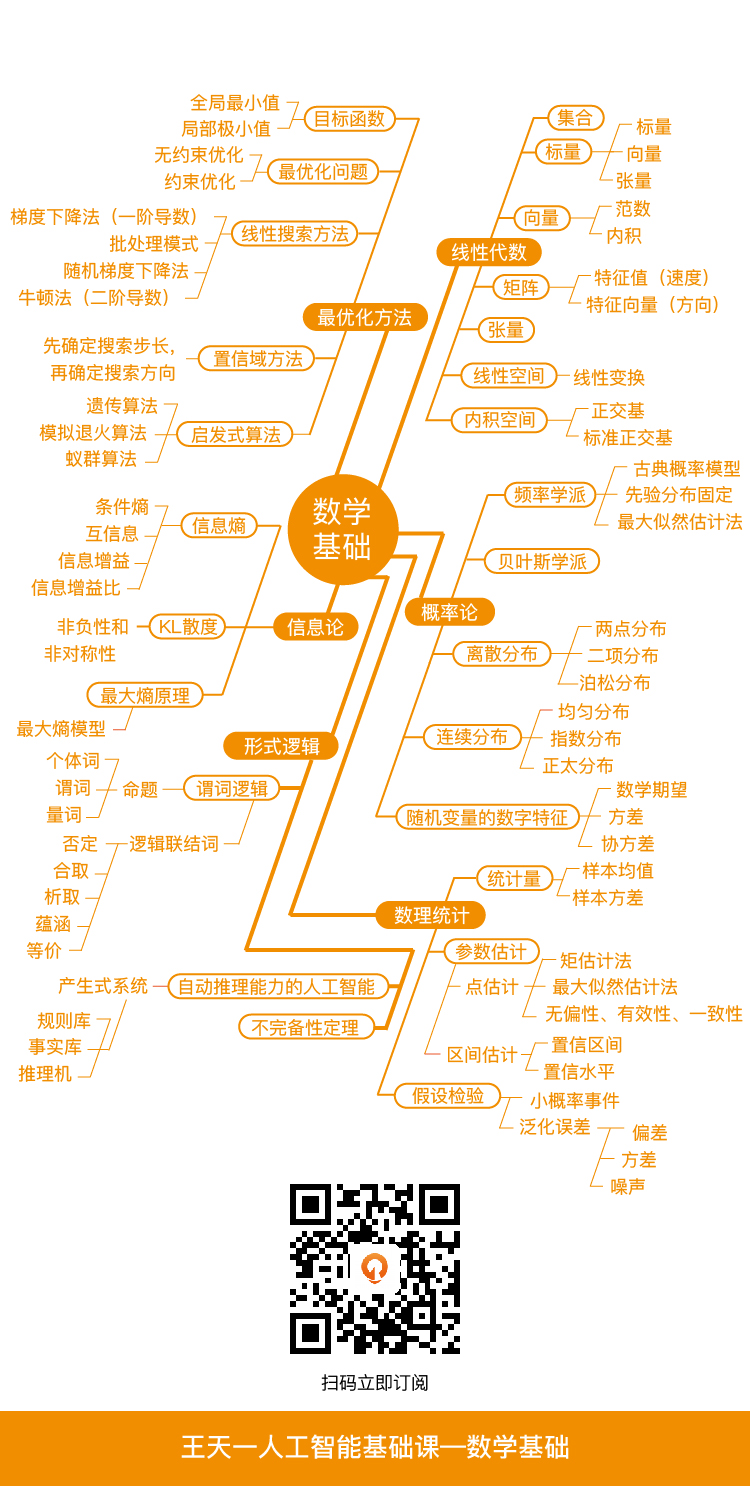 数学
基础
线性代数
集合
标量
标量
向量
张量
向量
范数
内积
矩阵
特征值（速度）
特征向量（方向）
张量
线性空间
线性变换
内积空间
正交基
标准正交基
概率论
频率学派
古典概率模型
先验分布固定
最大似然估计法
贝叶斯学派
离散分布
两点分布
二项分布
泊松分布
连续分布
均匀分布
指数分布
正太分布
随机变量的数字特征
数学期望
方差
协方差
数理统计
统计量
样本均值
样本方差
参数估计
点估计
矩估计法
最大似然估计法
无偏性、有效性、一致性
区间估计
置信区间
置信水平
假设检验
小概率事件
泛化误差
偏差
方差
噪声
最优化方法
目标函数
全局最小值
局部极小值
最优化问题
无约束优化
约束优化
线性搜索方法
梯度下降法（一阶导数）
批处理模式
随机梯度下降法
牛顿法（二阶导数）
置信域方法
先确定搜索步长，
再确定搜索方向
启发式算法
遗传算法
模拟退火算法
蚁群算法
信息论
信息熵
条件熵
互信息
信息增益
信息增益比
KL散度
非负性和
非对称性
最大熵原理
最大熵模型
形式逻辑
谓词逻辑
命题
个体词
谓词
量词
逻辑联结词
否定
合取
析取
蕴涵
等价
自动推理能力的人工智能
产生式系统
规则库
事实库
推理机
不完备性定理
扫码立即订阅
王天一人工智能基础课—数学基础